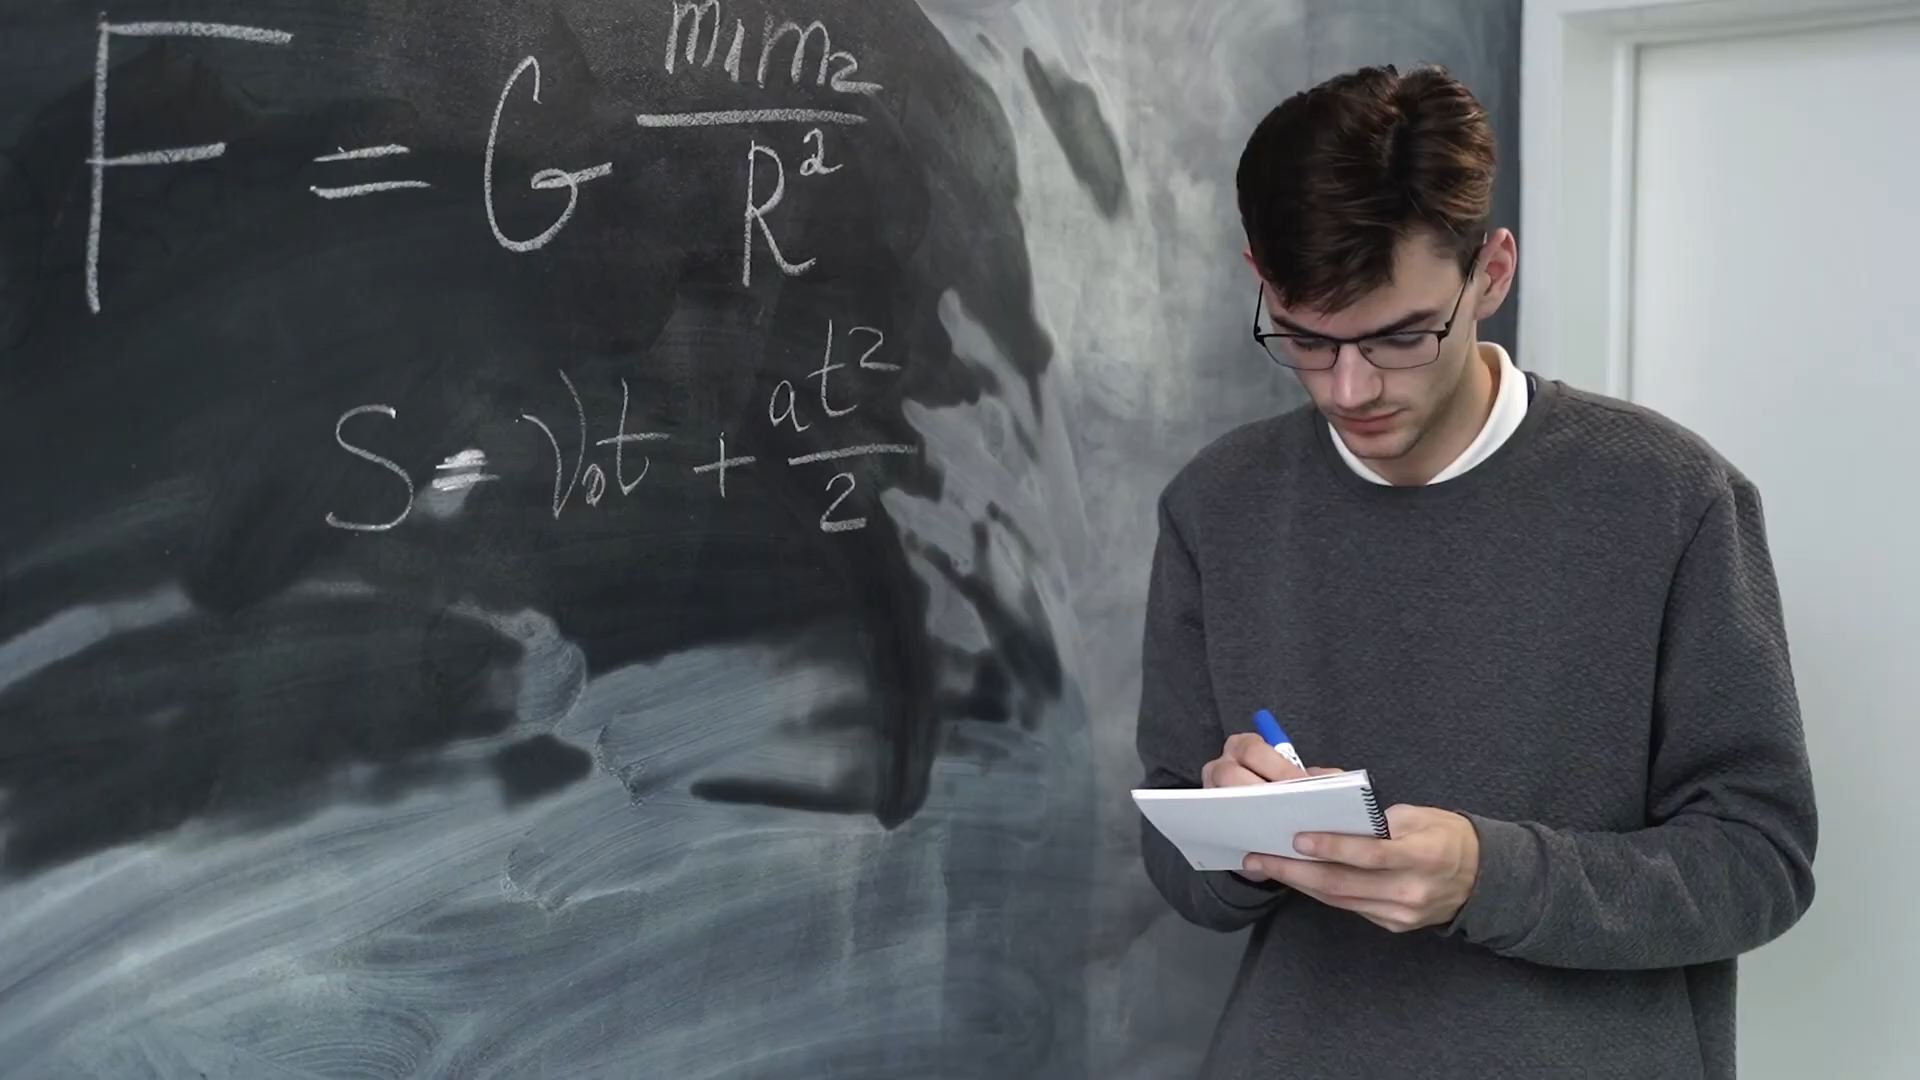 F = G m₁m₂/R²
S = V₀t + at²/2